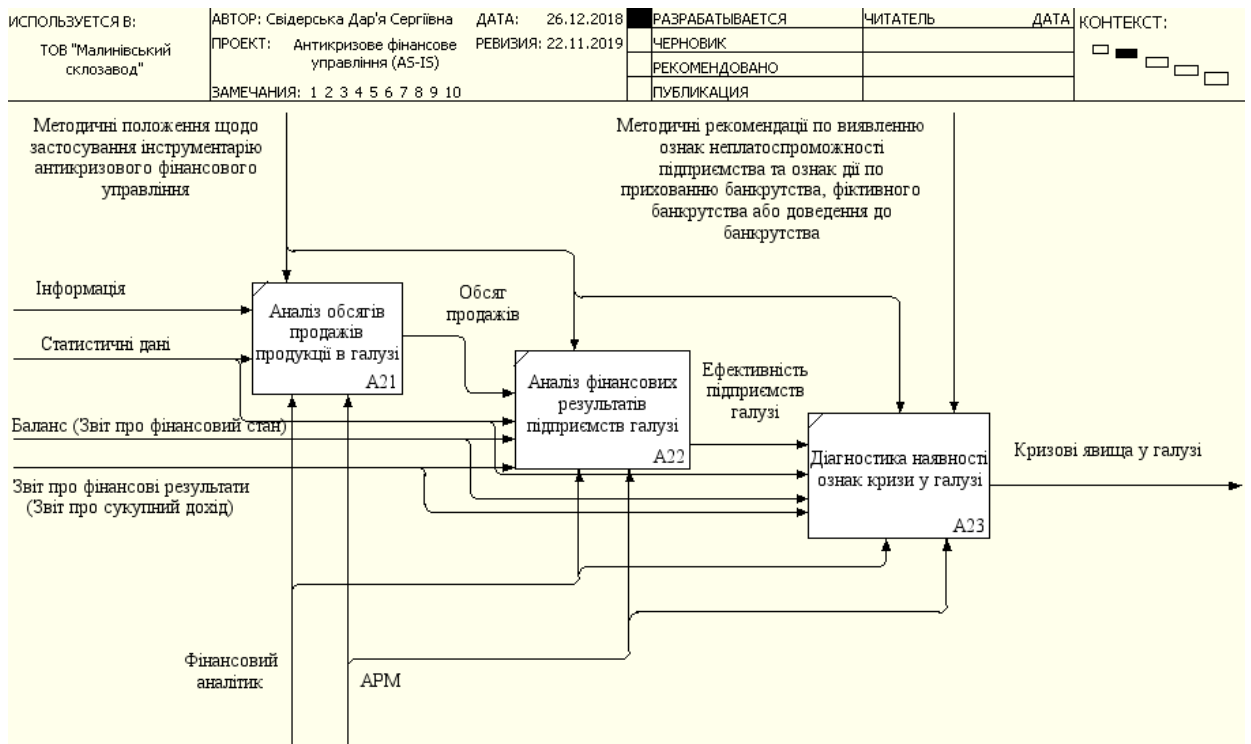 ИСПОЛЬЗУЕТСЯ В:
ТОВ "Малинівський
склозавод"
АВТОР: Свідерська Дар'я Сергіївна
ДАТА: 26.12.2018
ПРОЕКТ: Антикризове фінансове
управління (AS-IS)
РЕВИЗИЯ: 22.11.2019
ЗАМЕЧАНИЯ: 1 2 3 4 5 6 7 8 9 10
РАЗРАБАТЫВАЕТСЯ
ЧЕРНОВИК
РЕКОМЕНДОВАНО
ПУБЛИКАЦИЯ
ЧИТАТЕЛЬ
ДАТА
КОНТЕКСТ:
Методичні положення щодо
застосування інструментарію
антикризового фінансового
управління
Методичні рекомендації по виявленню
ознак неплатоспроможності
підприємства та ознак дії по
прихованню банкрутства, фіктивного
банкрутства або доведення до
банкрутства
Інформація
Статистичні дані
Баланс (Звіт про фінансовий стан)
Звіт про фінансові результати
(Звіт про сукупний дохід)
Аналіз обсягів
продажів
продукції в галузі
А21
Обсяг
продажів
Аналіз фінансових
результатів
підприємств галузі
А22
Ефективність
підприємств
галузі
Діагностика наявності
ознак кризи у галузі
А23
Кризові явища у галузі
Фінансовий
аналітик
АРМ